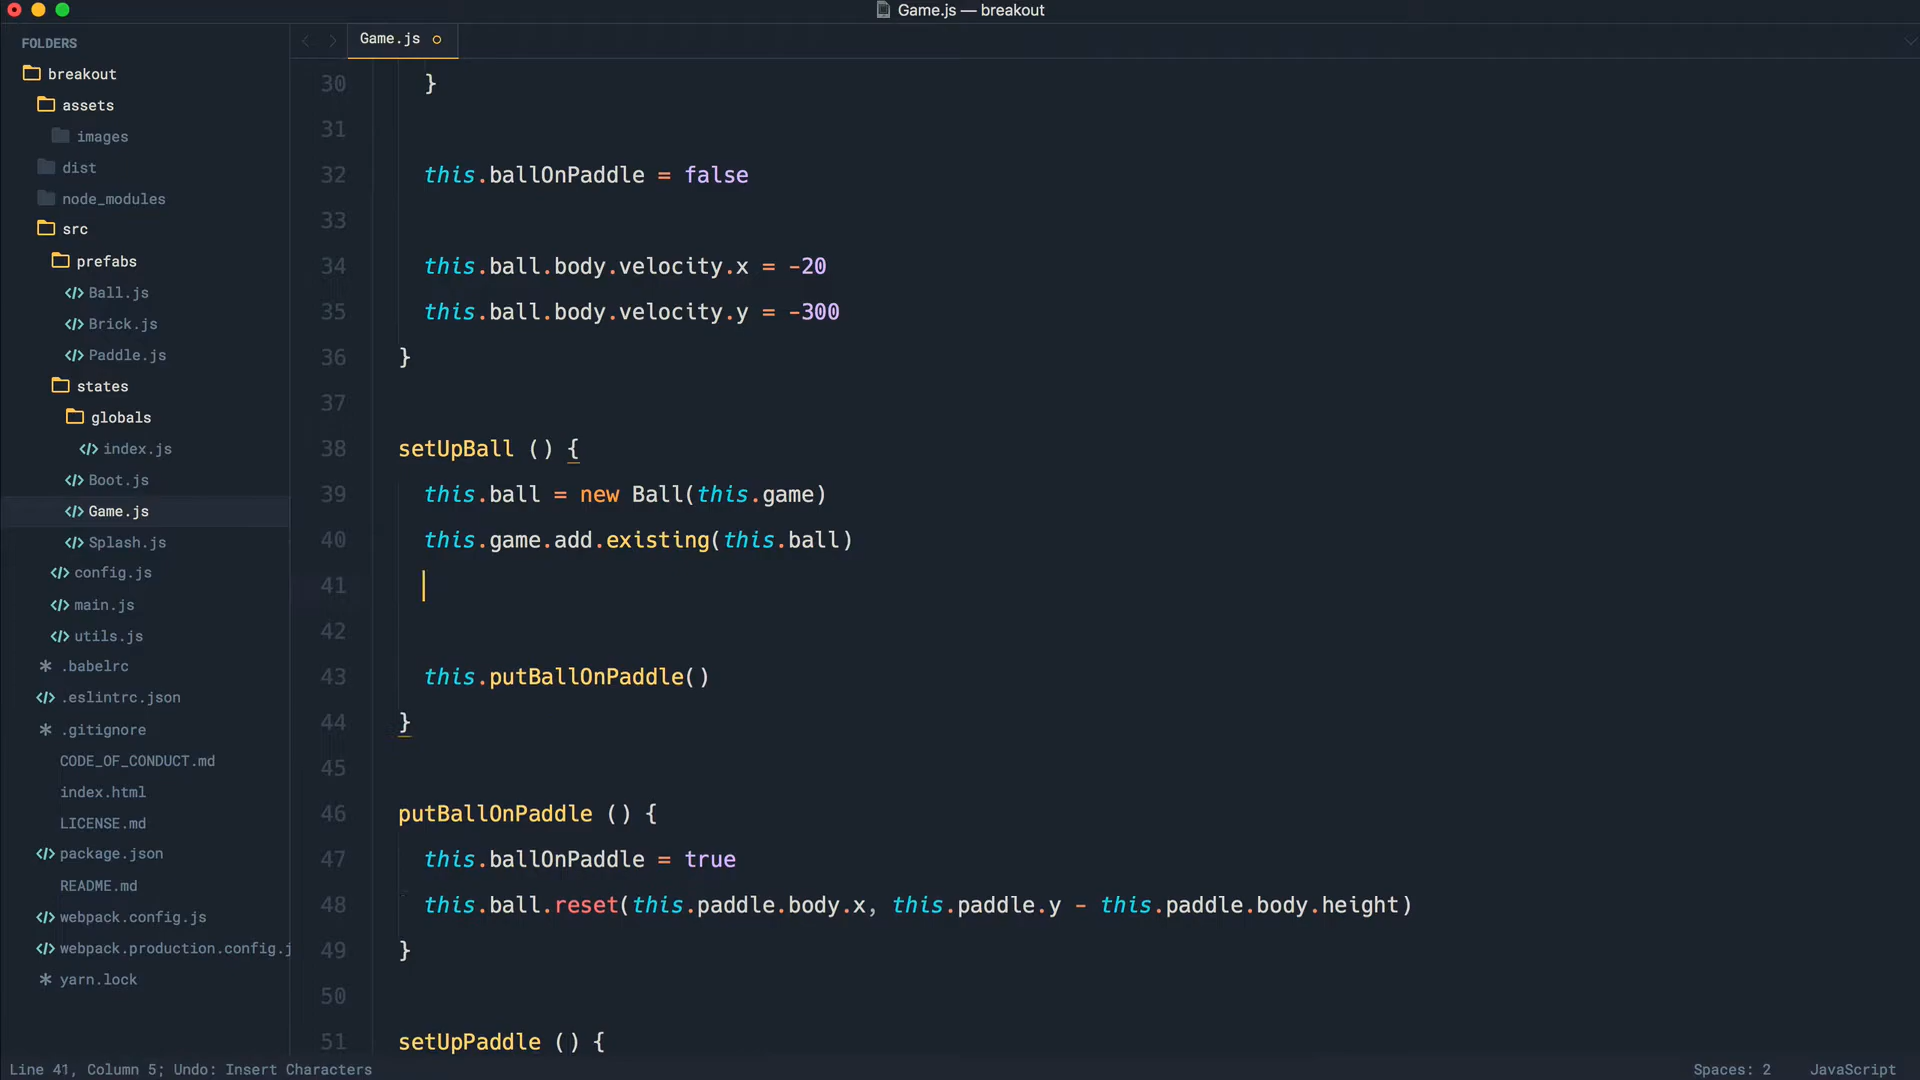 Game.js — breakout
FOLDERS
breakout
assets
images
dist
node_modules
src
prefabs
Ball.js
Brick.js
Paddle.js
states
globals
index.js
Boot.js
Game.js
Splash.js
config.js
main.js
utils.js
.babelrc
.eslintrc.json
.gitignore
CODE_OF_CONDUCT.md
index.html
LICENSE.md
package.json
README.md
webpack.config.js
webpack.production.config.j
yarn.lock
Game.js
30 }
31
32 this.ballOnPaddle = false
33
34 this.ball.body.velocity.x = -20
35 this.ball.body.velocity.y = -300
36 }
37
38 setUpBall () {
39 this.ball = new Ball(this.game)
40 this.game.add.existing(this.ball)
41
42
43 this.putBallOnPaddle()
44 }
45
46 putBallOnPaddle () {
47 this.ballOnPaddle = true
48 this.ball.reset(this.paddle.body.x, this.paddle.y - this.paddle.body.height)
49 }
50
51 setUpPaddle () {
Line 41, Column 5; Undo: Insert Characters
Spaces: 2
JavaScript